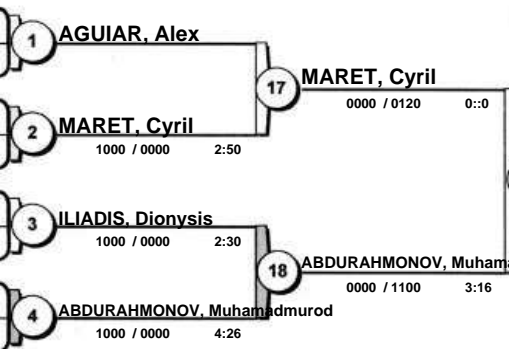 1 AGUIAR, Alex
17 MARET, Cyril
0000 / 0120 0::0
2 MARET, Cyril
1000 / 0000 2:50
3 ILIADIS, Dionysis
1000 / 0000 2:30
18 ABDURAHMONOV, Muhama
0000 / 1100 3:16
4 ABDURAHMONOV, Muhamadmurod
1000 / 0000 4:26